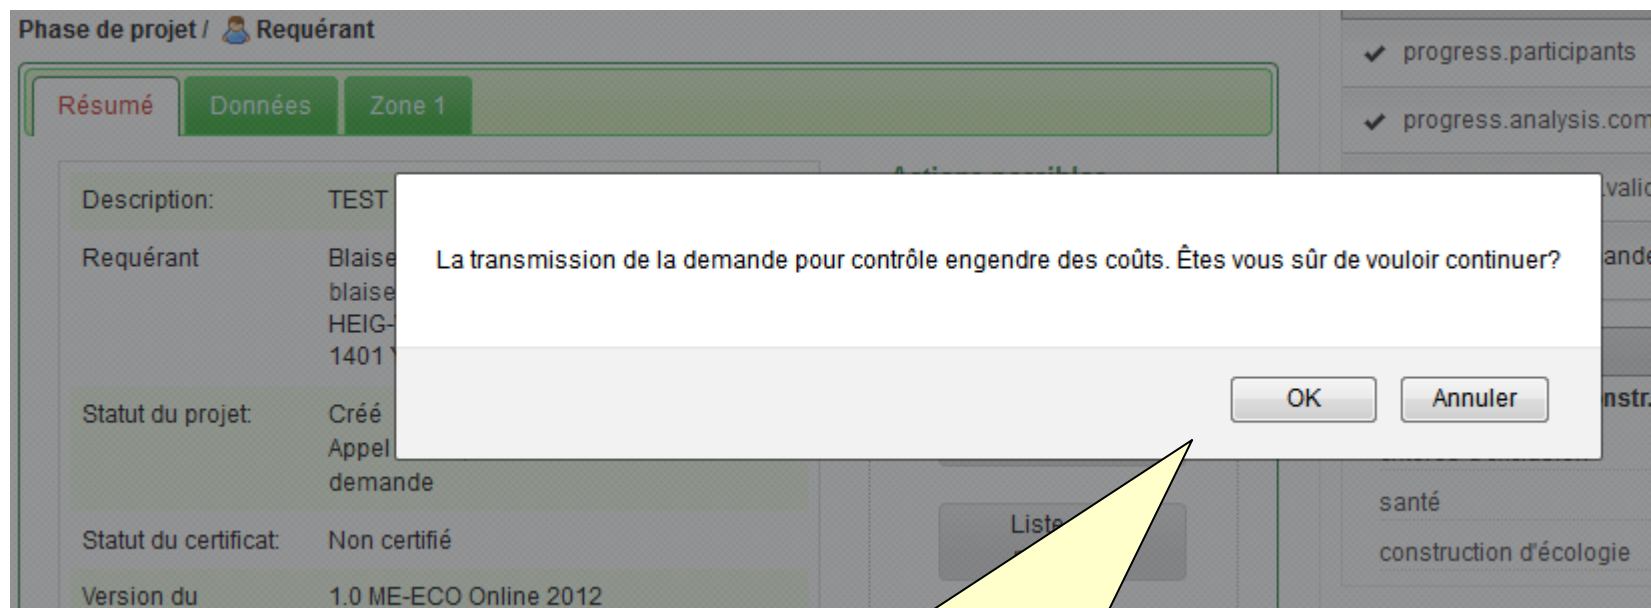 Phase de projet / Requérant
Résumé
Données
Zone 1
Description: TEST
Requérant Blaise
blaise
HEIG-
1401
Statut du projet: Créé
Appel
demande
Statut du certificat: Non certifié
Version du 1.0 ME-ECO Online 2012
Actions possibles
La transmission de la demande pour contrôle engendre des coûts. Êtes vous sûr de vouloir continuer?
OK
Annuler
Liste
progress.participants
progress.analysis.com
santé
construction d'écologie